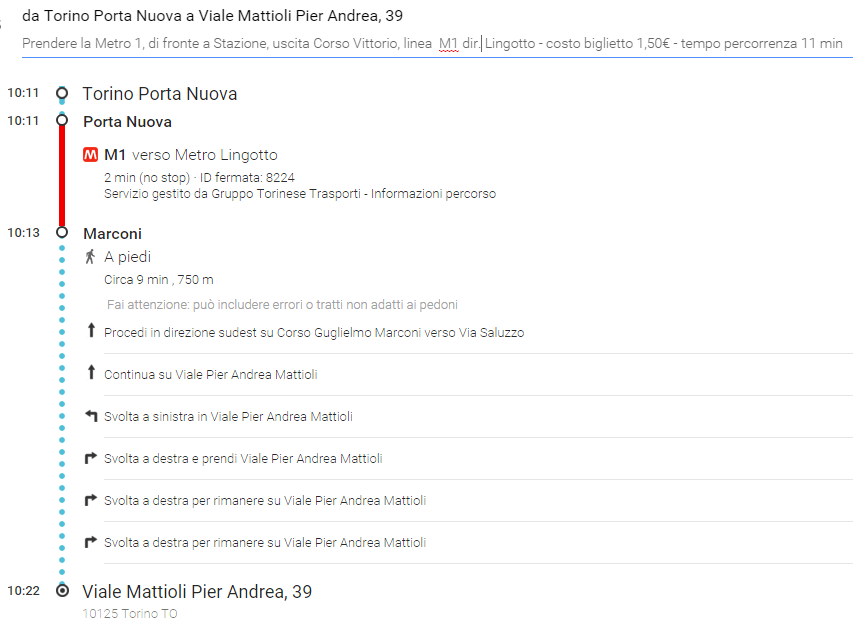 da Torino Porta Nuova a Viale Mattioli Pier Andrea, 39
Prendere la Metro 1, di fronte a Stazione, uscita Corso Vittorio, linea M1 dir. Lingotto - costo biglietto 1,50€ - tempo percorrenza 11 min
10:11 Torino Porta Nuova
10:11 Porta Nuova
M M1 verso Metro Lingotto
2 min (no stop) · ID fermata: 8224
Servizio gestito da Gruppo Torinese Trasporti - Informazioni percorso
10:13 Marconi
A piedi
Circa 9 min , 750 m
Fai attenzione: può includere errori o tratti non adatti ai pedoni
Procedi in direzione sudest su Corso Guglielmo Marconi verso Via Saluzzo
Continua su Viale Pier Andrea Mattioli
Svolta a sinistra in Viale Pier Andrea Mattioli
Svolta a destra e prendi Viale Pier Andrea Mattioli
Svolta a destra per rimanere su Viale Pier Andrea Mattioli
Svolta a destra per rimanere su Viale Pier Andrea Mattioli
10:22 Viale Mattioli Pier Andrea, 39
10125 Torino TO